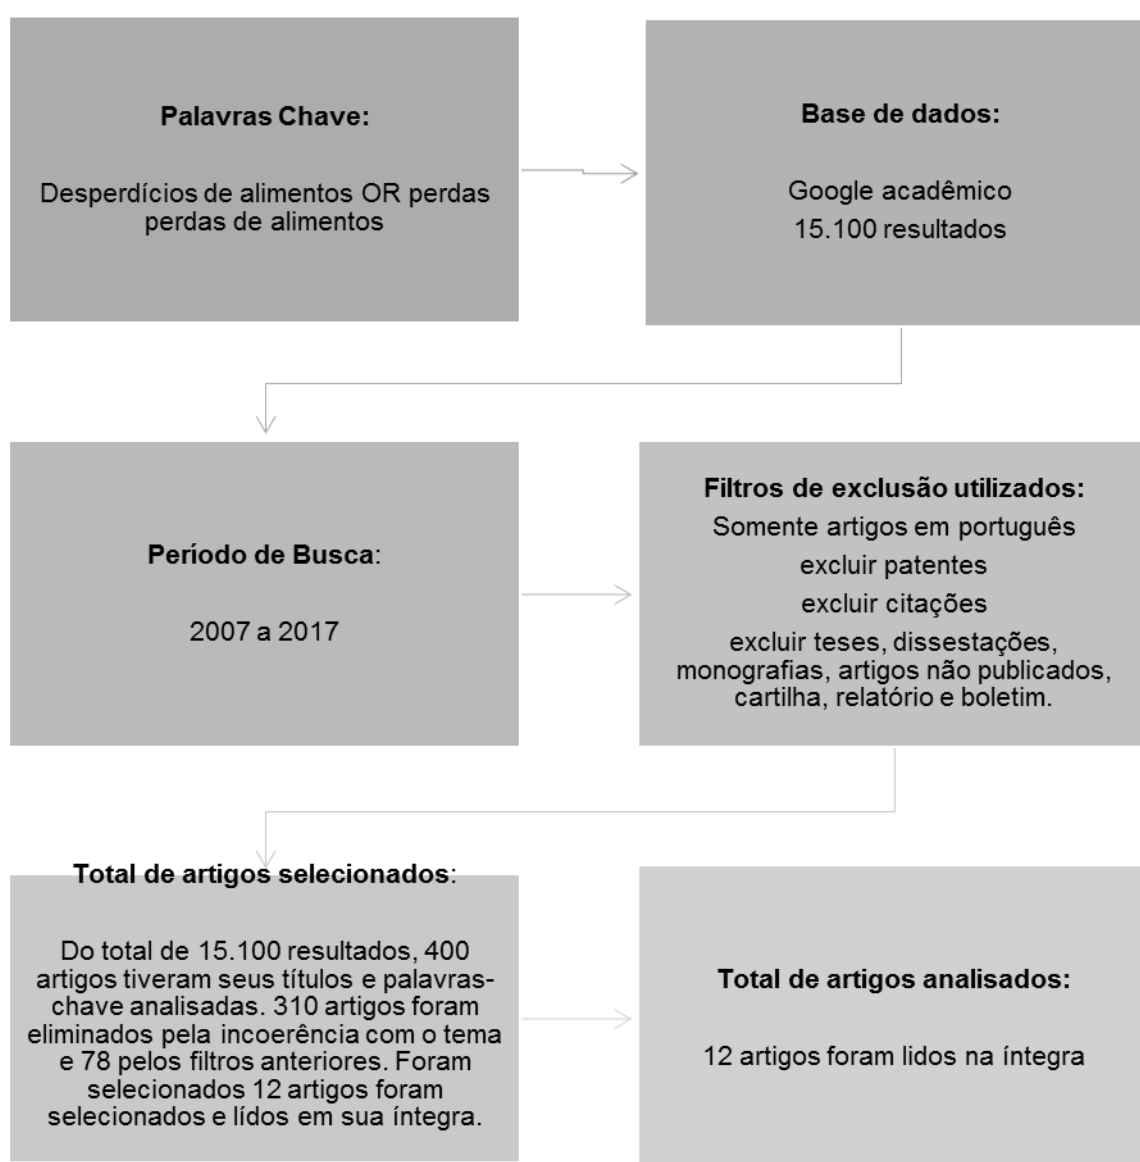 Palavras Chave:
Desperdícios de alimentos OR perdas
perdas de alimentos
Base de dados:
Google acadêmico
15.100 resultados
Período de Busca:
2007 a 2017
Filtros de exclusão utilizados:
Somente artigos em português
excluir patentes
excluir citações
excluir teses, dissestações,
monografias, artigos não publicados,
cartilha, relatório e boletim.
Total de artigos selecionados:
Do total de 15.100 resultados, 400
artigos tiveram seus títulos e palavras-
chave analisadas. 310 artigos foram
eliminados pela incoerência com o tema
e 78 pelos filtros anteriores. Foram
selecionados 12 artigos foram
selecionados e lídos em sua íntegra.
Total de artigos analisados:
12 artigos foram lidos na íntegra